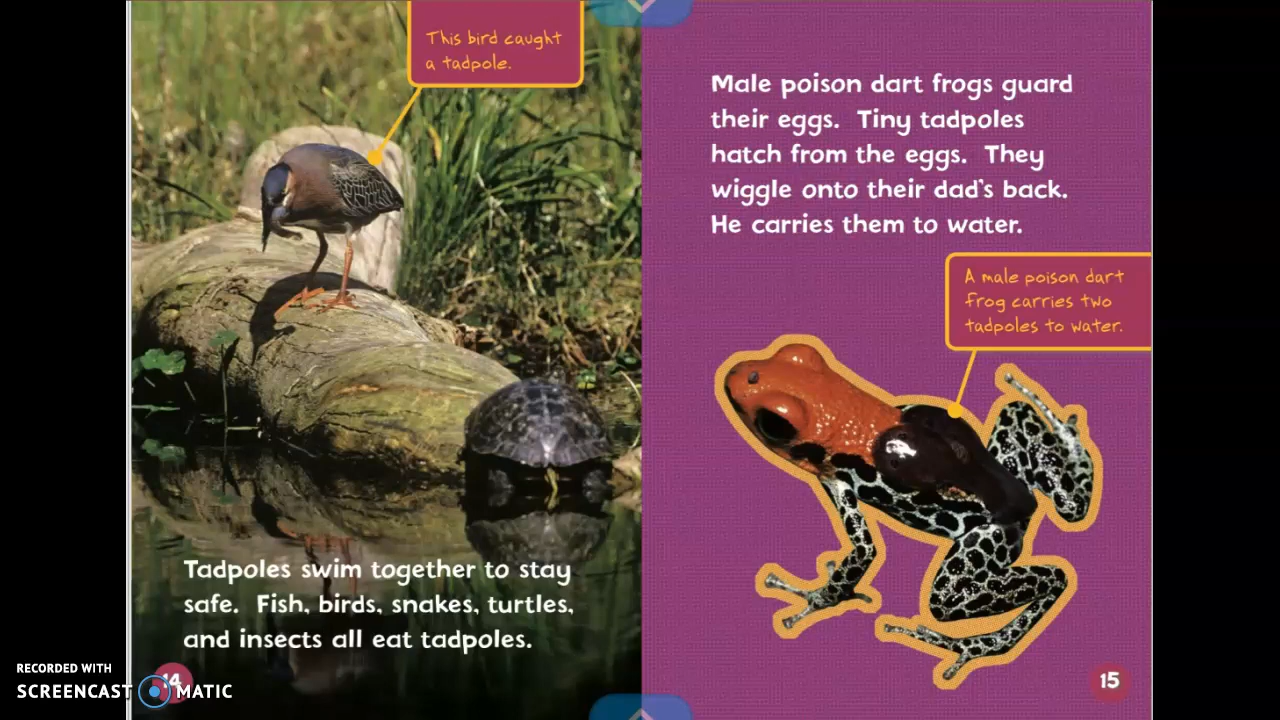 This bird caught
a tadpole.
Tadpoles swim together to stay
safe. Fish, birds, snakes, turtles,
and insects all eat tadpoles.
14
Male poison dart frogs guard
their eggs. Tiny tadpoles
hatch from the eggs. They
wiggle onto their dad's back.
He carries them to water.
A male poison dart
frog carries two
tadpoles to water.
15
RECORDED WITH
SCREENCAST MATIC